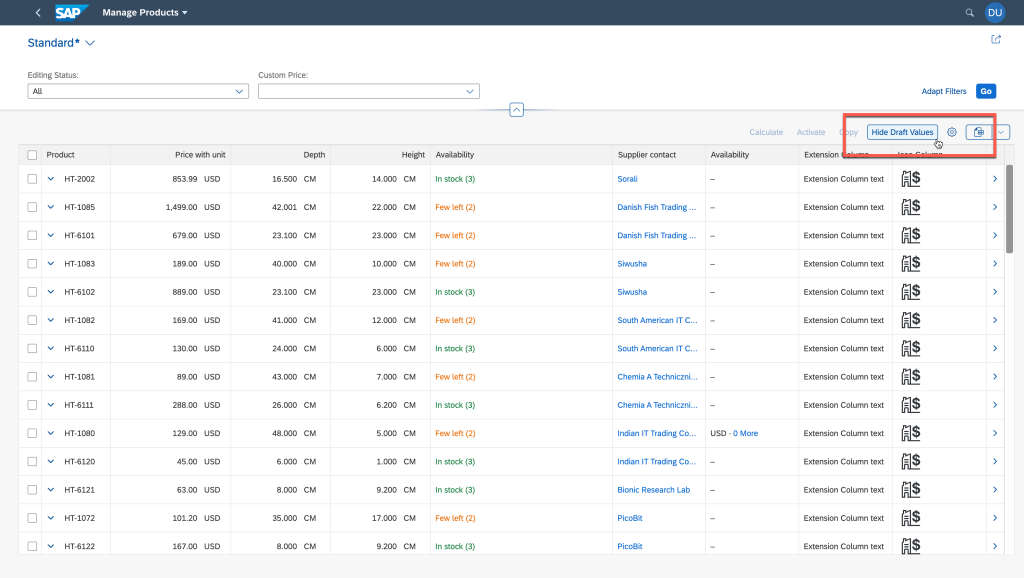 SAP Manage Products DU
Standard*
Editing Status: Custom Price:
All Adapt Filters Go
Calculate Activate Copy Hide Draft Values
Product Price with unit Depth Height Availability Supplier contact Availability Extension Column Icon Column
HT-2002 853.99 USD 16.500 CM 14.000 CM In stock (3) Sorali – Extension Column text $
HT-1085 1,499.00 USD 42.001 CM 22.000 CM Few left (2) Danish Fish Trading ... – Extension Column text $
HT-6101 679.00 USD 23.100 CM 23.000 CM Few left (2) Danish Fish Trading ... – Extension Column text $
HT-1083 189.00 USD 40.000 CM 10.000 CM Few left (2) Siwusha – Extension Column text $
HT-6102 889.00 USD 23.100 CM 23.000 CM In stock (3) Siwusha – Extension Column text $
HT-1082 169.00 USD 41.000 CM 12.000 CM Few left (2) South American IT C... – Extension Column text $
HT-6110 130.00 USD 24.000 CM 6.000 CM In stock (3) South American IT C... – Extension Column text $
HT-1081 89.00 USD 43.000 CM 7.000 CM Few left (2) Chemia A Techniczni... – Extension Column text $
HT-6111 288.00 USD 26.000 CM 6.200 CM In stock (3) Chemia A Techniczni... – Extension Column text $
HT-1080 129.00 USD 48.000 CM 5.000 CM Few left (2) Indian IT Trading Co... USD - 0 More Extension Column text $
HT-6120 45.00 USD 6.000 CM 1.000 CM In stock (3) Indian IT Trading Co... – Extension Column text $
HT-6121 63.00 USD 8.000 CM 9.200 CM In stock (3) Bionic Research Lab – Extension Column text $
HT-1072 101.20 USD 35.000 CM 17.000 CM Few left (2) PicoBit – Extension Column text $
HT-6122 167.00 USD 8.000 CM 9.200 CM In stock (3) PicoBit – Extension Column text $